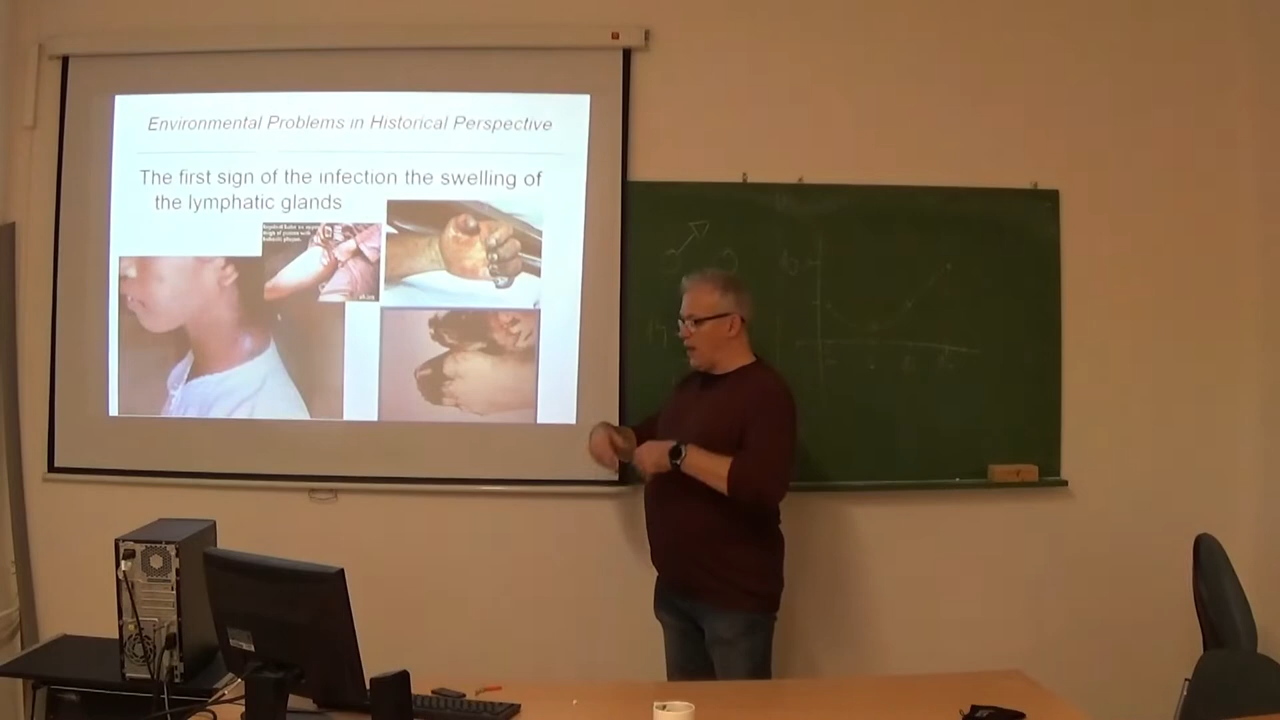 Environmental Problems in Historical Perspective
The first sign of the infection the swelling of
the lymphatic glands